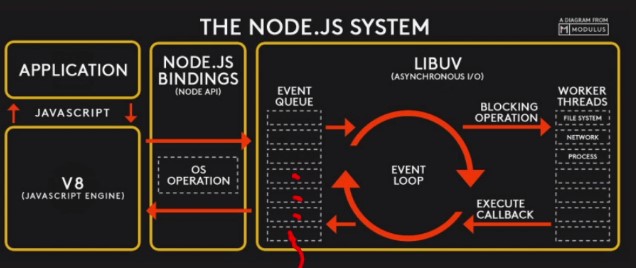 THE NODE.JS SYSTEM
A DIAGRAM FROM
MODULUS
APPLICATION
JAVASCRIPT
V8
(JAVASCRIPT ENGINE)
NODE.JS
BINDINGS
(NODE API)
OS
OPERATION
LIBUV
(ASYNCHRONOUS I/O)
EVENT
QUEUE
EVENT
LOOP
BLOCKING
OPERATION
EXECUTE
CALLBACK
WORKER
THREADS
FILE SYSTEM
NETWORK
PROCESS